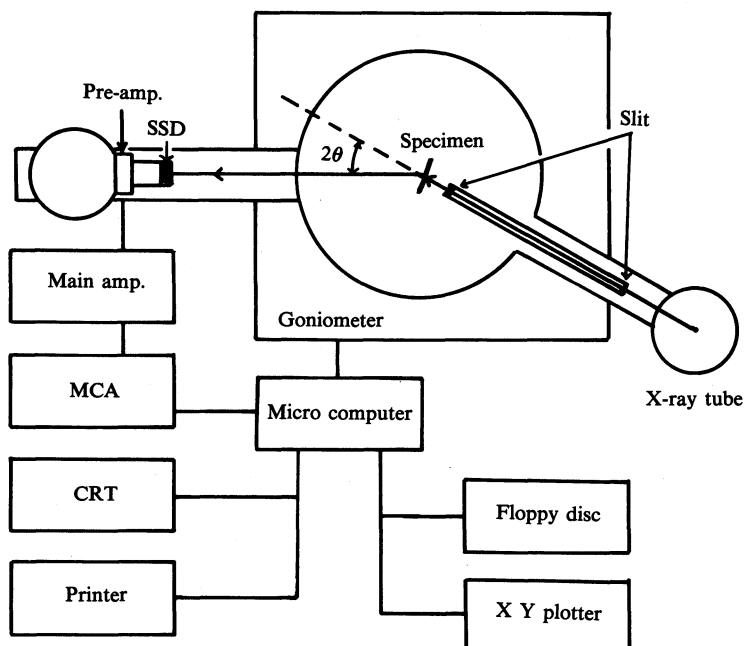 Pre-amp.
SSD
Slit
Specimen
2θ
Main amp.
Goniometer
MCA
Micro computer
X-ray tube
CRT
Floppy disc
Printer
X Y plotter